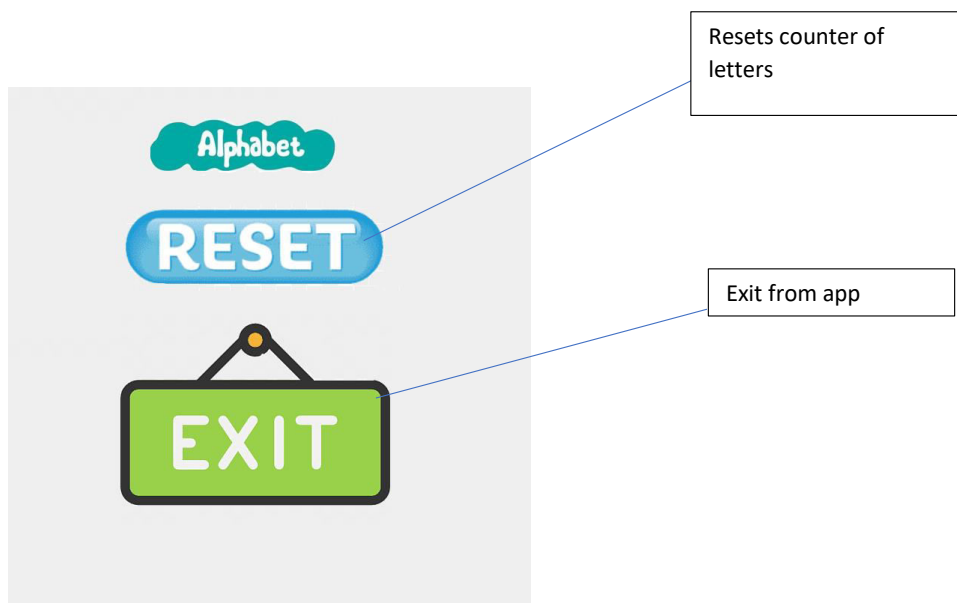 Resets counter of
letters
Alphabet
RESET
Exit from app
EXIT